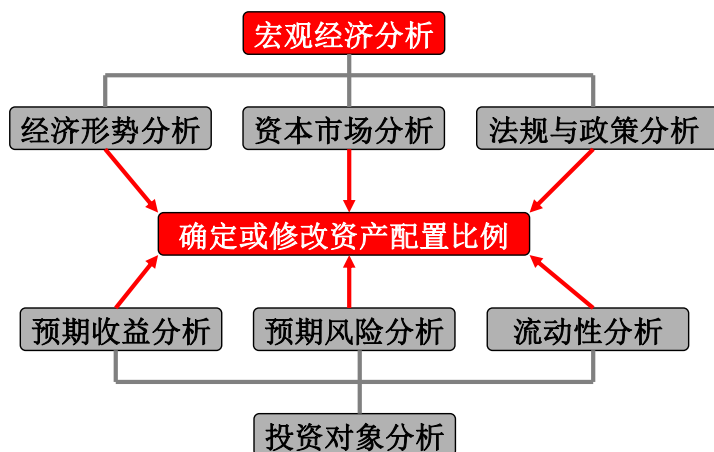 宏观经济分析
经济形势分析
资本市场分析
法规与政策分析
确定或修改资产配置比例
预期收益分析
预期风险分析
流动性分析
投资对象分析